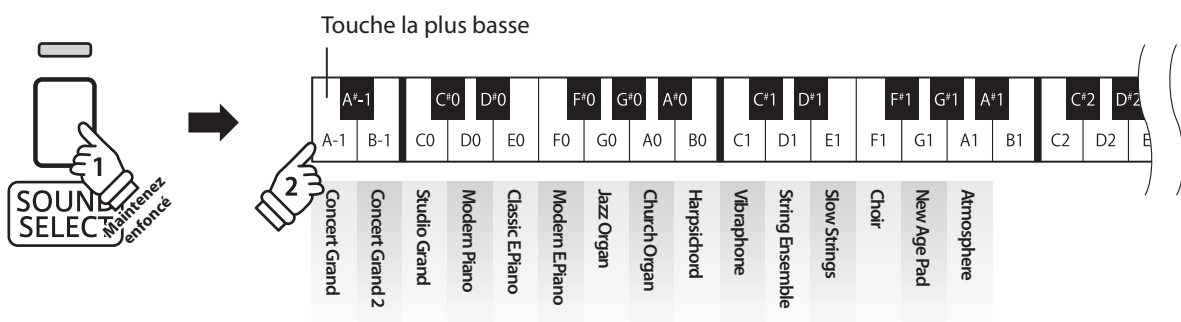 Touche la plus basse
A#-1 C#0 D#0 F#0 G#0 A#0 C#1 D#1 F#1 G#1 A#1 C#2 D#2
A-1 B-1 C0 D0 E0 F0 G0 A0 B0 C1 D1 E1 F1 G1 A1 B1 C2 D2 E
1
2
SOUND
SELECT
Maintenez
enfoncé
Concert Grand
Concert Grand 2
Studio Grand
Modern Piano
Classic E.Piano
Modern E.Piano
Jazz Organ
Church Organ
Harpsichord
Vibraphone
String Ensemble
Slow Strings
Choir
New Age Pad
Atmosphere